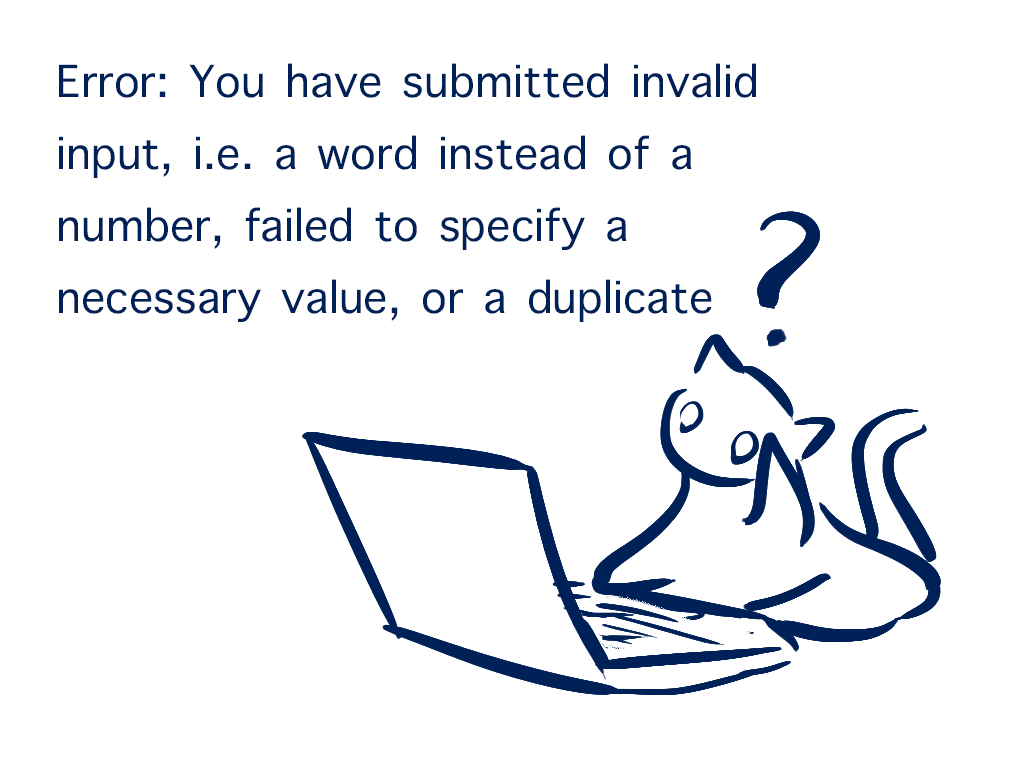 Error: You have submitted invalid
input, i.e. a word instead of a
number, failed to specify a
necessary value, or a duplicate
?